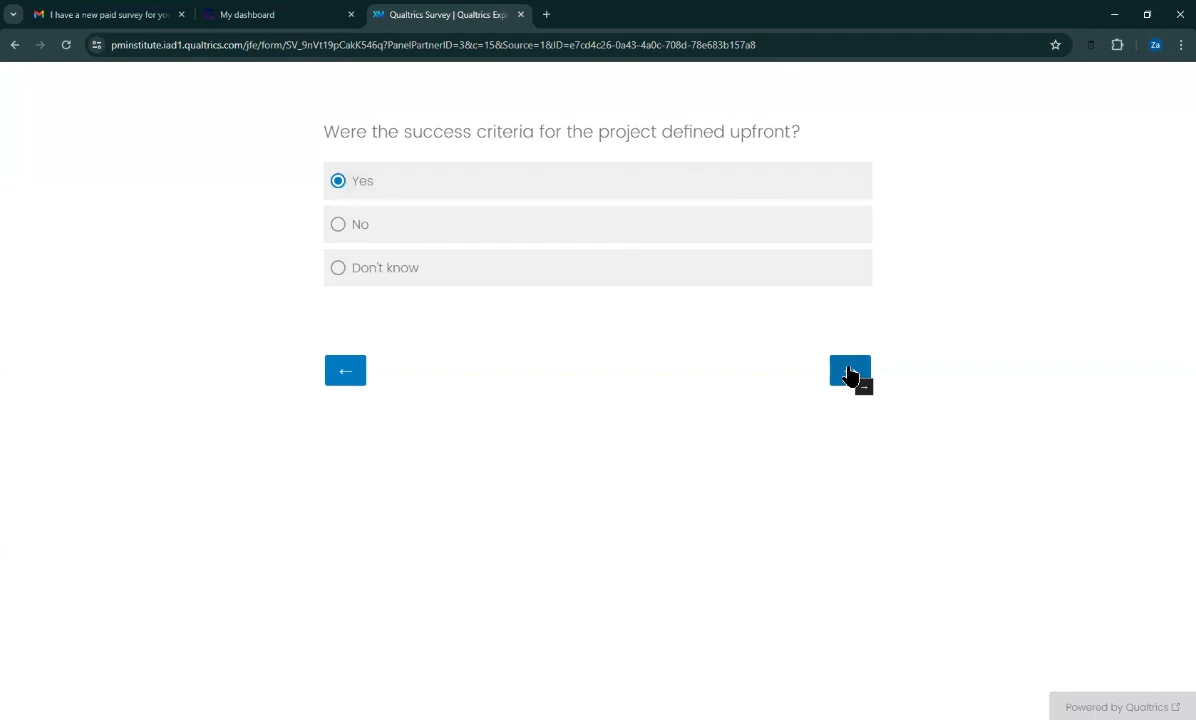 I have a new paid survey for yo
My dashboard
Qualtrics Survey | Qualtrics Exp
pminstitute.iad1.qualtrics.com/jfe/form/SV_9nVt19pCakK546q?PanelPartnerID=3&c=15&Source=1&ID=e7cd4c26-0a43-4a0c-708d-78e683b157a8
Za
Were the success criteria for the project defined upfront?
Yes
No
Don't know
←
→
Powered by Qualtrics